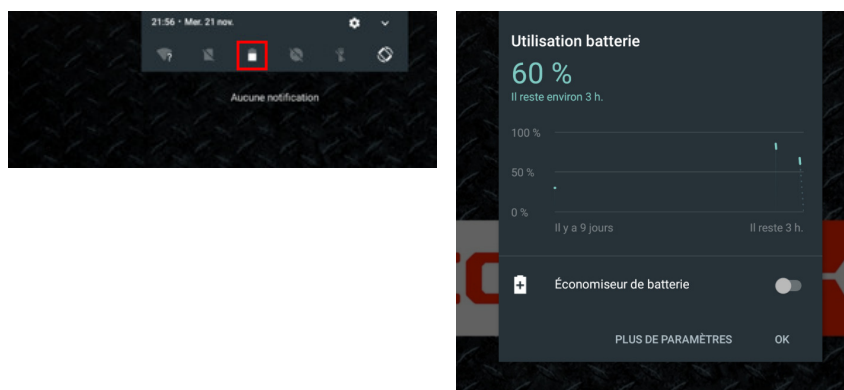 21:56 • Mer. 21 nov.
Aucune notification
Utilisation batterie
60 %
Il reste environ 3 h.
100 %
50 %
0 %
Il y a 9 jours
Il reste 3 h.
Économiseur de batterie
PLUS DE PARAMÈTRES
OK